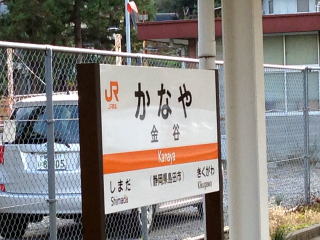 JR
かなや
金谷
Kanaya
しまだ (静岡県島田市) きくがわ
Shimada Kikugawa